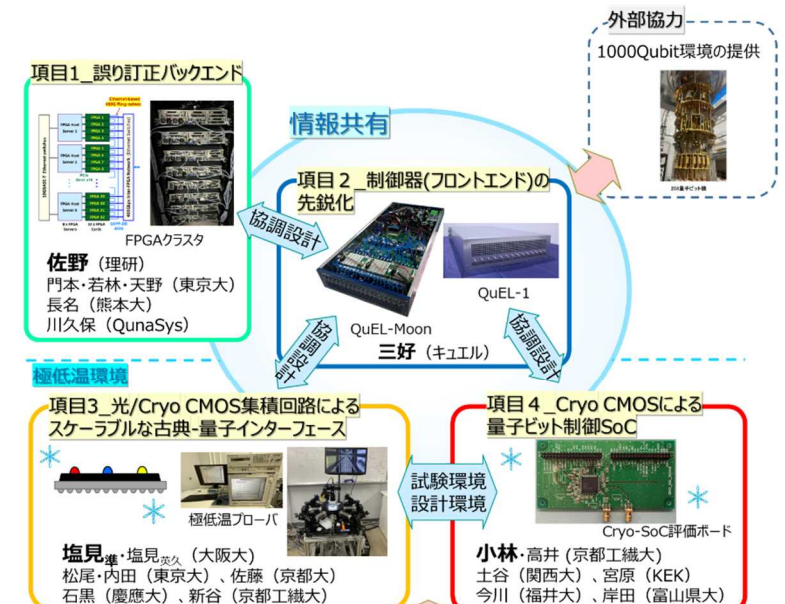 外部協力
1000Qubit環境の提供
項目1_誤り訂正バックエンド
情報共有
項目２_制御器(フロントエンド)の
先鋭化
協調設計
FPGAクラスタ
佐野（理研）
門本・若林・天野（東京大）
長名（熊本大）
川久保（QunaSys）
QuEL-1
QuEL-Moon
三好（キュエル）
協調設計
協調設計
極低温環境
項目3_光/Cryo CMOS集積回路による
スケーラブルな古典-量子インターフェース
項目４_Cryo CMOSによる
量子ビット制御SoC
試験環境
設計環境
極低温プローバ
Cryo-SoC評価ボード
塩見準・塩見英久（大阪大）
松尾・内田（東京大）、佐藤（京都大）
石黒（慶應大）、新谷（京都工繊大）
小林・高井 (京都工繊大)
土谷（関西大）、宮原（KEK）
今川（福井大）、岸田（富山県大）